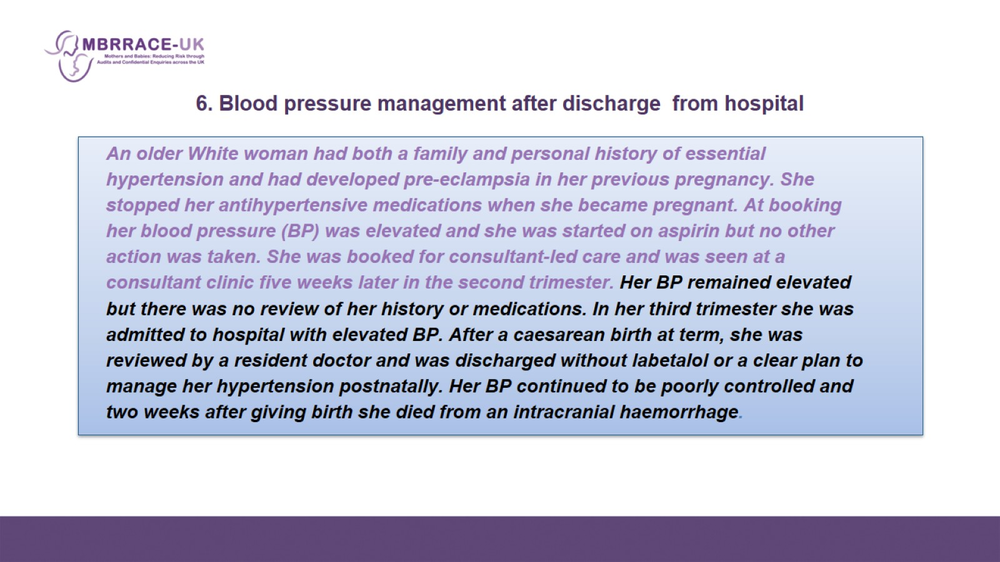 MBRRACE-UK
Mothers and Babies: Reducing Risk through
Audits and Confidential Enquiries across the UK
6. Blood pressure management after discharge from hospital
An older White woman had both a family and personal history of essential
hypertension and had developed pre-eclampsia in her previous pregnancy. She
stopped her antihypertensive medications when she became pregnant. At booking
her blood pressure (BP) was elevated and she was started on aspirin but no other
action was taken. She was booked for consultant-led care and was seen at a
consultant clinic five weeks later in the second trimester. Her BP remained elevated
but there was no review of her history or medications. In her third trimester she was
admitted to hospital with elevated BP. After a caesarean birth at term, she was
reviewed by a resident doctor and was discharged without labetalol or a clear plan to
manage her hypertension postnatally. Her BP continued to be poorly controlled and
two weeks after giving birth she died from an intracranial haemorrhage.